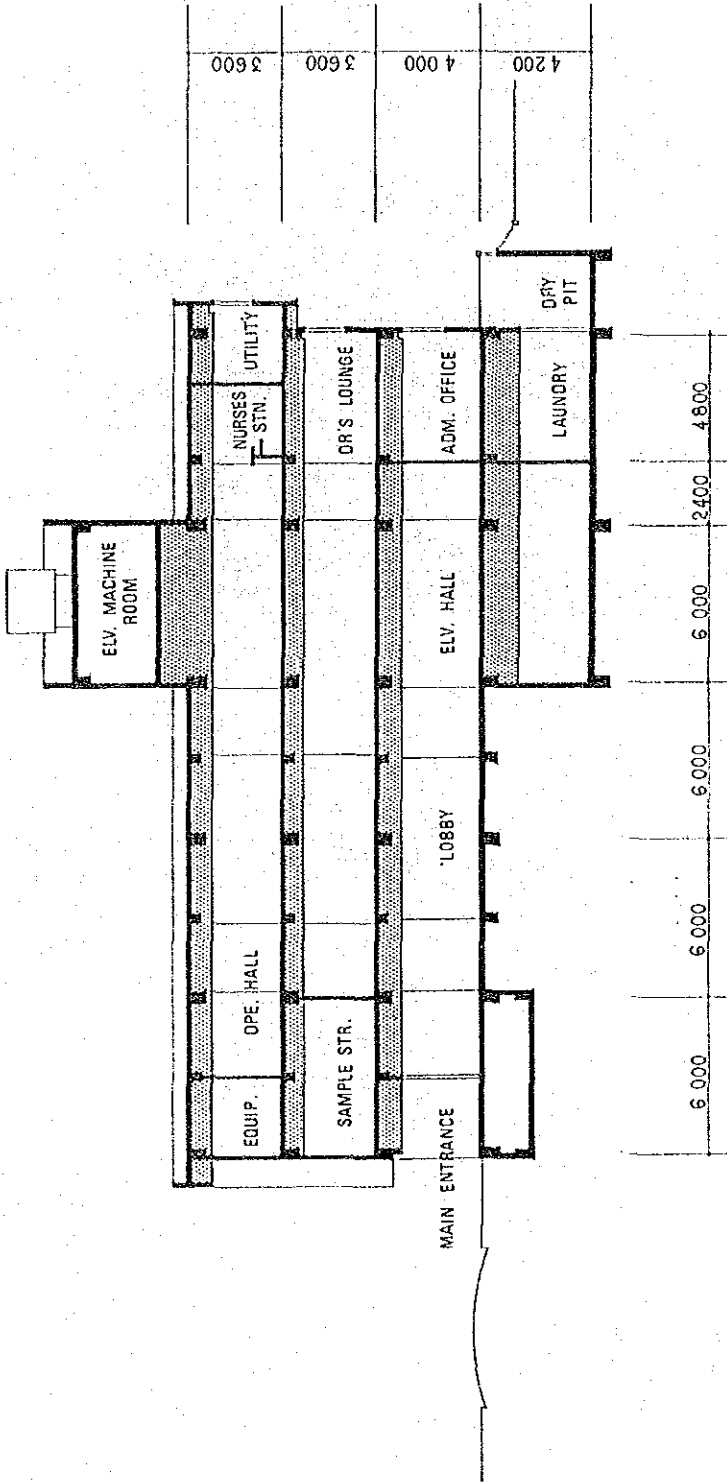 ELV. MACHINE
ROOM
EQUIP.
OPE. HALL
NURSES
STN.
UTILITY
SAMPLE STR.
DR'S LOUNGE
MAIN ENTRANCE
LOBBY
ELV. HALL
ADM. OFFICE
LAUNDRY
DRY
PIT
3 600
3 600
4 000
4 200
6 000
6 000
6 000
6 000
2400
4 800